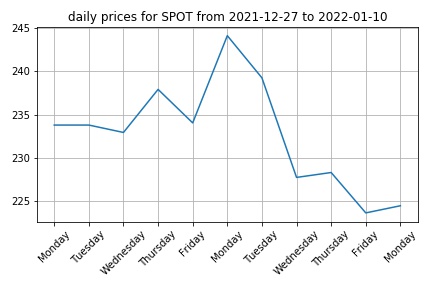 daily prices for SPOT from 2021-12-27 to 2022-01-10
245
240
235
230
225
Monday
Tuesday
Wednesday
Thursday
Friday
Monday
Tuesday
Wednesday
Thursday
Friday
Monday